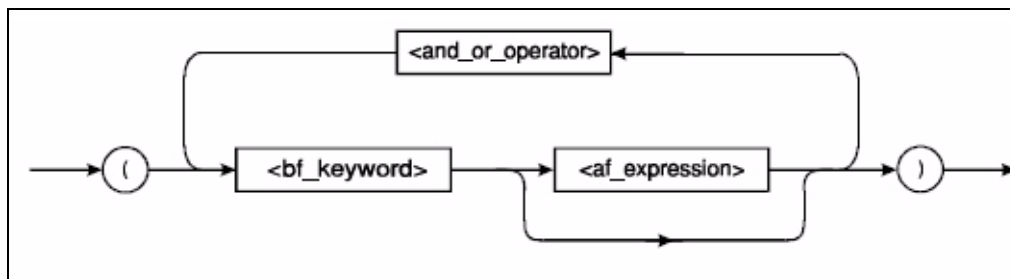 <and_or_operator>
( <bf_keyword> <af_expression> )